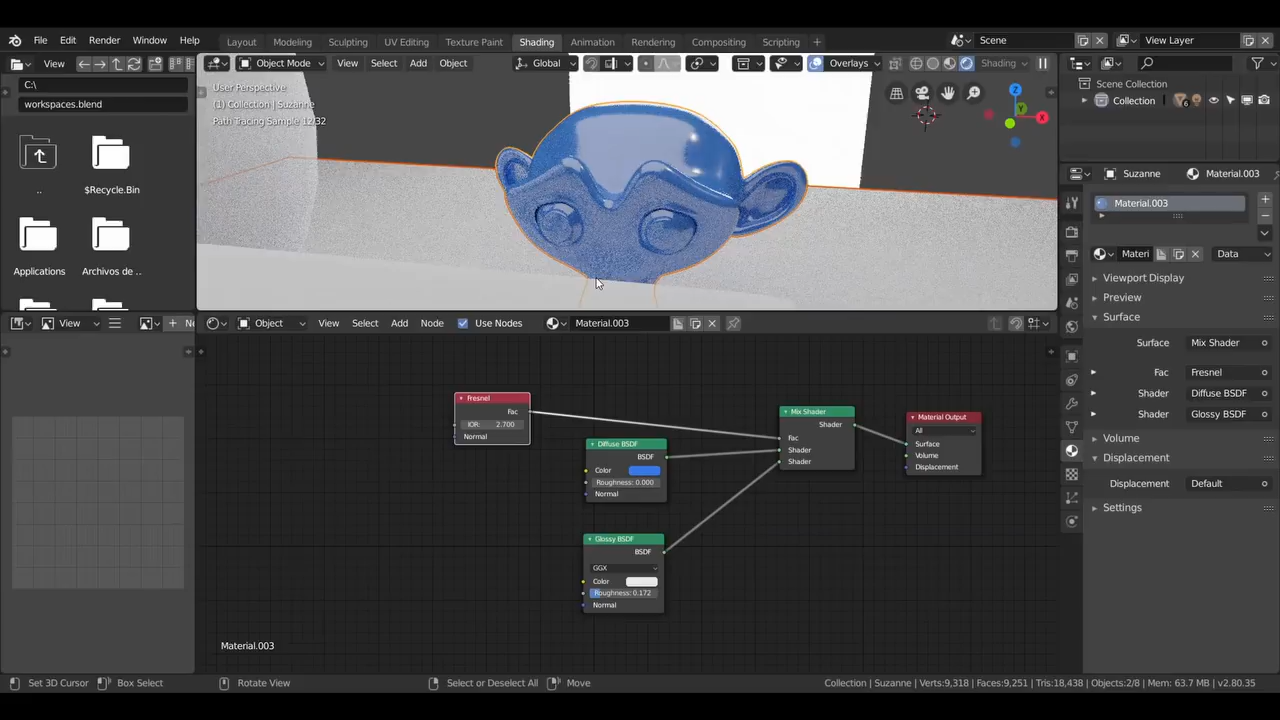 File Edit Render Window Help Layout Modeling Sculpting UV Editing Texture Paint Shading Animation Rendering Compositing Scripting + Scene View Layer
View Object Mode View Select Add Object Global Overlays Shading
C:\
workspaces.blend
..
$Recycle.Bin
Applications
Archivos de ..
User Perspective
(1) Collection | Suzanne
Path Tracing Sample 12/32
Z
Y
X
Scene Collection
Collection 6
Suzanne Material.003
Material.003
Materi Data
Viewport Display
Preview
Surface
Surface Mix Shader
Fac Fresnel
Shader Diffuse BSDF
Shader Glossy BSDF
Volume
Displacement
Displacement Default
Settings
View + Ne Object View Select Add Node Use Nodes Material.003
Fresnel
Fac
IOR: 2.700
Normal
Diffuse BSDF
BSDF
Color
Roughness: 0.000
Normal
Glossy BSDF
BSDF
GGX
Color
Roughness: 0.172
Normal
Mix Shader
Shader
Fac
Shader
Shader
Material Output
All
Surface
Volume
Displacement
Material.003
Set 3D Cursor Box Select Rotate View Select or Deselect All Move Collection | Suzanne | Verts:9,318 | Faces:9,251 | Tris:18,438 | Objects:2/8 | Mem: 63.7 MB | v2.80.35